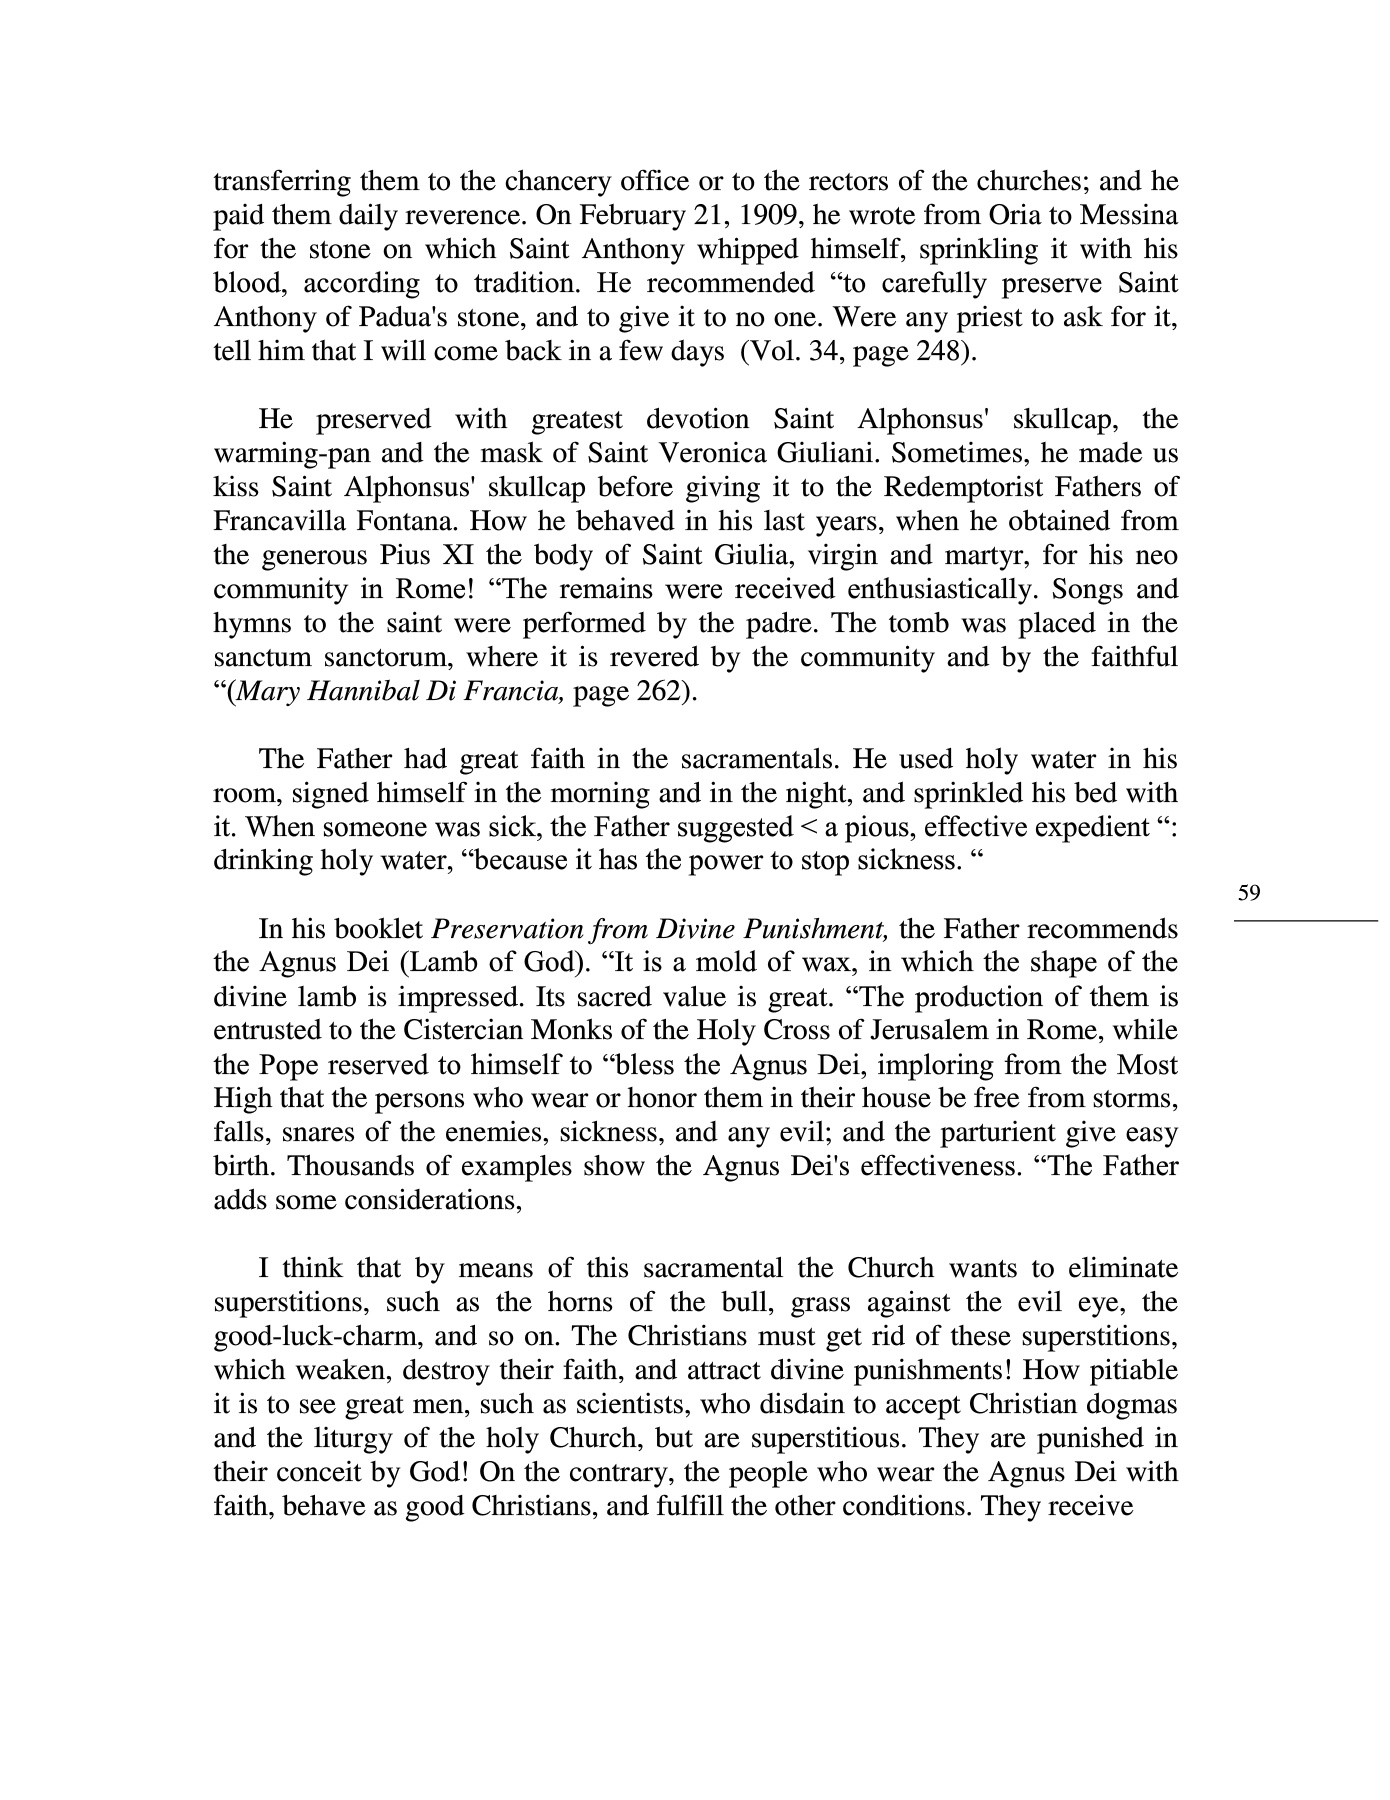 transferring them to the chancery office or to the rectors of the churches; and he
paid them daily reverence. On February 21, 1909, he wrote from Oria to Messina
for the stone on which Saint Anthony whipped himself, sprinkling it with his
blood, according to tradition. He recommended “to carefully preserve Saint
Anthony of Padua's stone, and to give it to no one. Were any priest to ask for it,
tell him that I will come back in a few days  (Vol. 34, page 248).
He preserved with greatest devotion Saint Alphonsus' skullcap, the
warming-pan and the mask of Saint Veronica Giuliani. Sometimes, he made us
kiss Saint Alphonsus' skullcap before giving it to the Redemptorist Fathers of
Francavilla Fontana. How he behaved in his last years, when he obtained from
the generous Pius XI the body of Saint Giulia, virgin and martyr, for his neo
community in Rome! “The remains were received enthusiastically. Songs and
hymns to the saint were performed by the padre. The tomb was placed in the
sanctum sanctorum, where it is revered by the community and by the faithful
“(Mary Hannibal Di Francia, page 262).
The Father had great faith in the sacramentals. He used holy water in his
room, signed himself in the morning and in the night, and sprinkled his bed with
it. When someone was sick, the Father suggested < a pious, effective expedient “:
drinking holy water, “because it has the power to stop sickness. “
59
In his booklet Preservation from Divine Punishment, the Father recommends
the Agnus Dei (Lamb of God). “It is a mold of wax, in which the shape of the
divine lamb is impressed. Its sacred value is great. “The production of them is
entrusted to the Cistercian Monks of the Holy Cross of Jerusalem in Rome, while
the Pope reserved to himself to “bless the Agnus Dei, imploring from the Most
High that the persons who wear or honor them in their house be free from storms,
falls, snares of the enemies, sickness, and any evil; and the parturient give easy
birth. Thousands of examples show the Agnus Dei's effectiveness. “The Father
adds some considerations,
I think that by means of this sacramental the Church wants to eliminate
superstitions, such as the horns of the bull, grass against the evil eye, the
good-luck-charm, and so on. The Christians must get rid of these superstitions,
which weaken, destroy their faith, and attract divine punishments! How pitiable
it is to see great men, such as scientists, who disdain to accept Christian dogmas
and the liturgy of the holy Church, but are superstitious. They are punished in
their conceit by God! On the contrary, the people who wear the Agnus Dei with
faith, behave as good Christians, and fulfill the other conditions. They receive